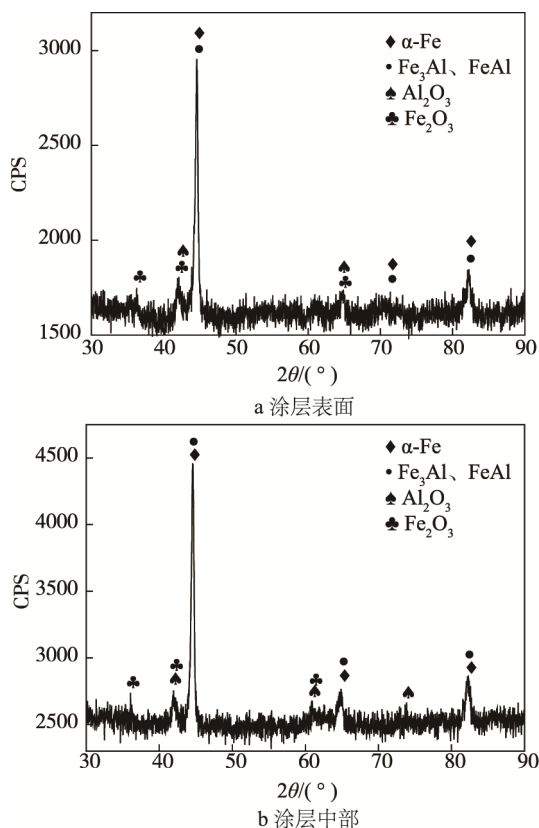 3000
2500
2000
1500
CPS
♦ α-Fe
• Fe₃Al、FeAl
♠ Al₂O₃
♣ Fe₂O₃
30 40 50 60 70 80 90
2θ/(°)
a 涂层表面
4500
4000
3500
3000
2500
CPS
♦ α-Fe
• Fe₃Al、FeAl
♠ Al₂O₃
♣ Fe₂O₃
30 40 50 60 70 80 90
2θ/(°)
b 涂层中部